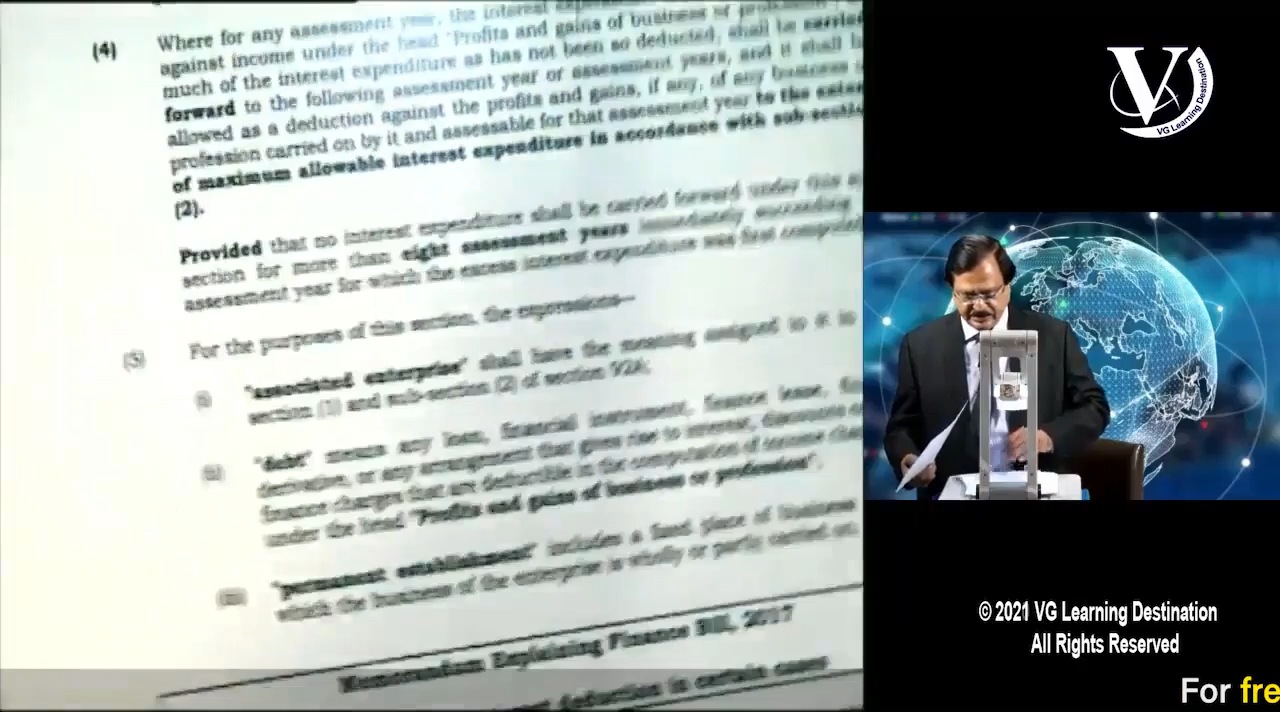 (4) Where for any assessment year, the interest
against income under the head "Profits and gains of business or
much of the interest expenditure as has not been so deducted, shall be carried
forward to the following assessment year or assessment years, and it shall
allowed as a deduction against the profits and gains, if any, of any business
profession carried on by it and assessable for that assessment year to the
of maximum allowable interest expenditure in accordance with sub
(2).
Provided that no interest expenditure shall be carried forward under this
section for more than eight assessment years immediately succeeding
assessment year for which the excess interest expenditure was first
(5) For the purposes of this section, the expressions—
(i) "associated enterprise" shall have the meaning assigned to it in
section (1) and sub-section (2) of section 92A;
(ii) "debt" means any loan, financial instrument, finance lease,
derivative, or any arrangement that gives rise to interest, discounts
finance charges that are deductible in the computation of income
under the head "Profits and gains of business or profession";
(iii) "permanent establishment" includes a fixed place of business
which the business of the enterprise is wholly or partly carried on.
Memorandum Explaining Finance Bill, 2017
deduction in certain cases
V
VG Learning Destination
© 2021 VG Learning Destination
All Rights Reserved
For fre